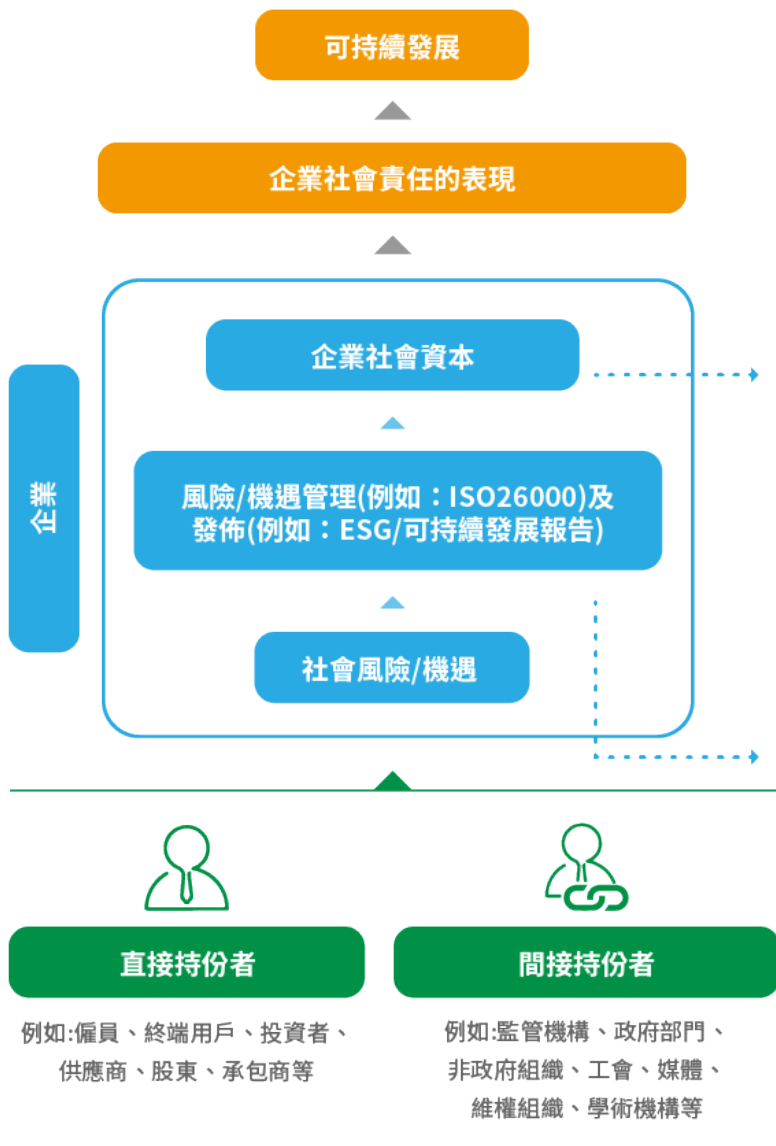 可持續發展
企業社會責任的表現
企業社會資本
企業
風險/機遇管理(例如：ISO26000)及
發佈(例如：ESG/可持續發展報告)
社會風險/機遇
直接持份者
間接持份者
例如:僱員、終端用戶、投資者、
供應商、股東、承包商等
例如:監管機構、政府部門、
非政府組織、工會、媒體、
維權組織、學術機構等